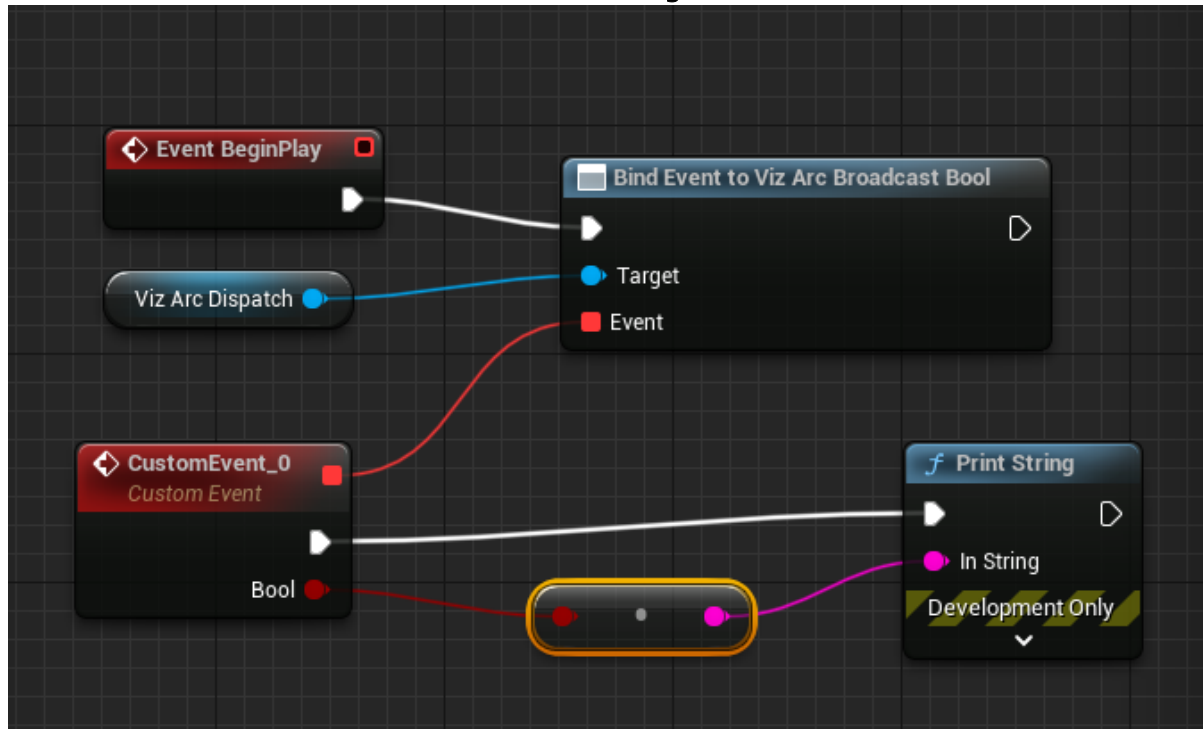 Event BeginPlay
Bind Event to Viz Arc Broadcast Bool
Target
Viz Arc Dispatch
Event
CustomEvent_0
Custom Event
f Print String
In String
Bool
Development Only